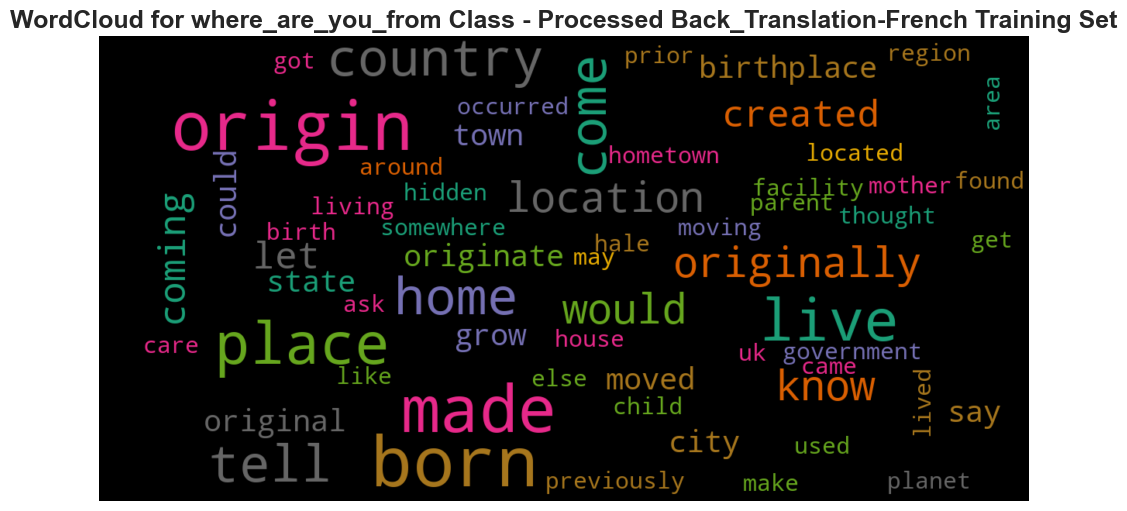 WordCloud for where_are_you_from Class - Processed Back_Translation-French Training Set
got
country
come
prior
birthplace
region
origin
occurred
town
created
area
around
hometown
located
could
hidden
location
facility
mother
found
coming
living
parent
thought
birth
somewhere
moving
get
let
originate
may
hale
originally
state
ask
home
would
live
care
place
grow
house
uk
government
came
like
else
moved
know
lived
original
made
child
say
tell
born
city
used
previously
make
planet